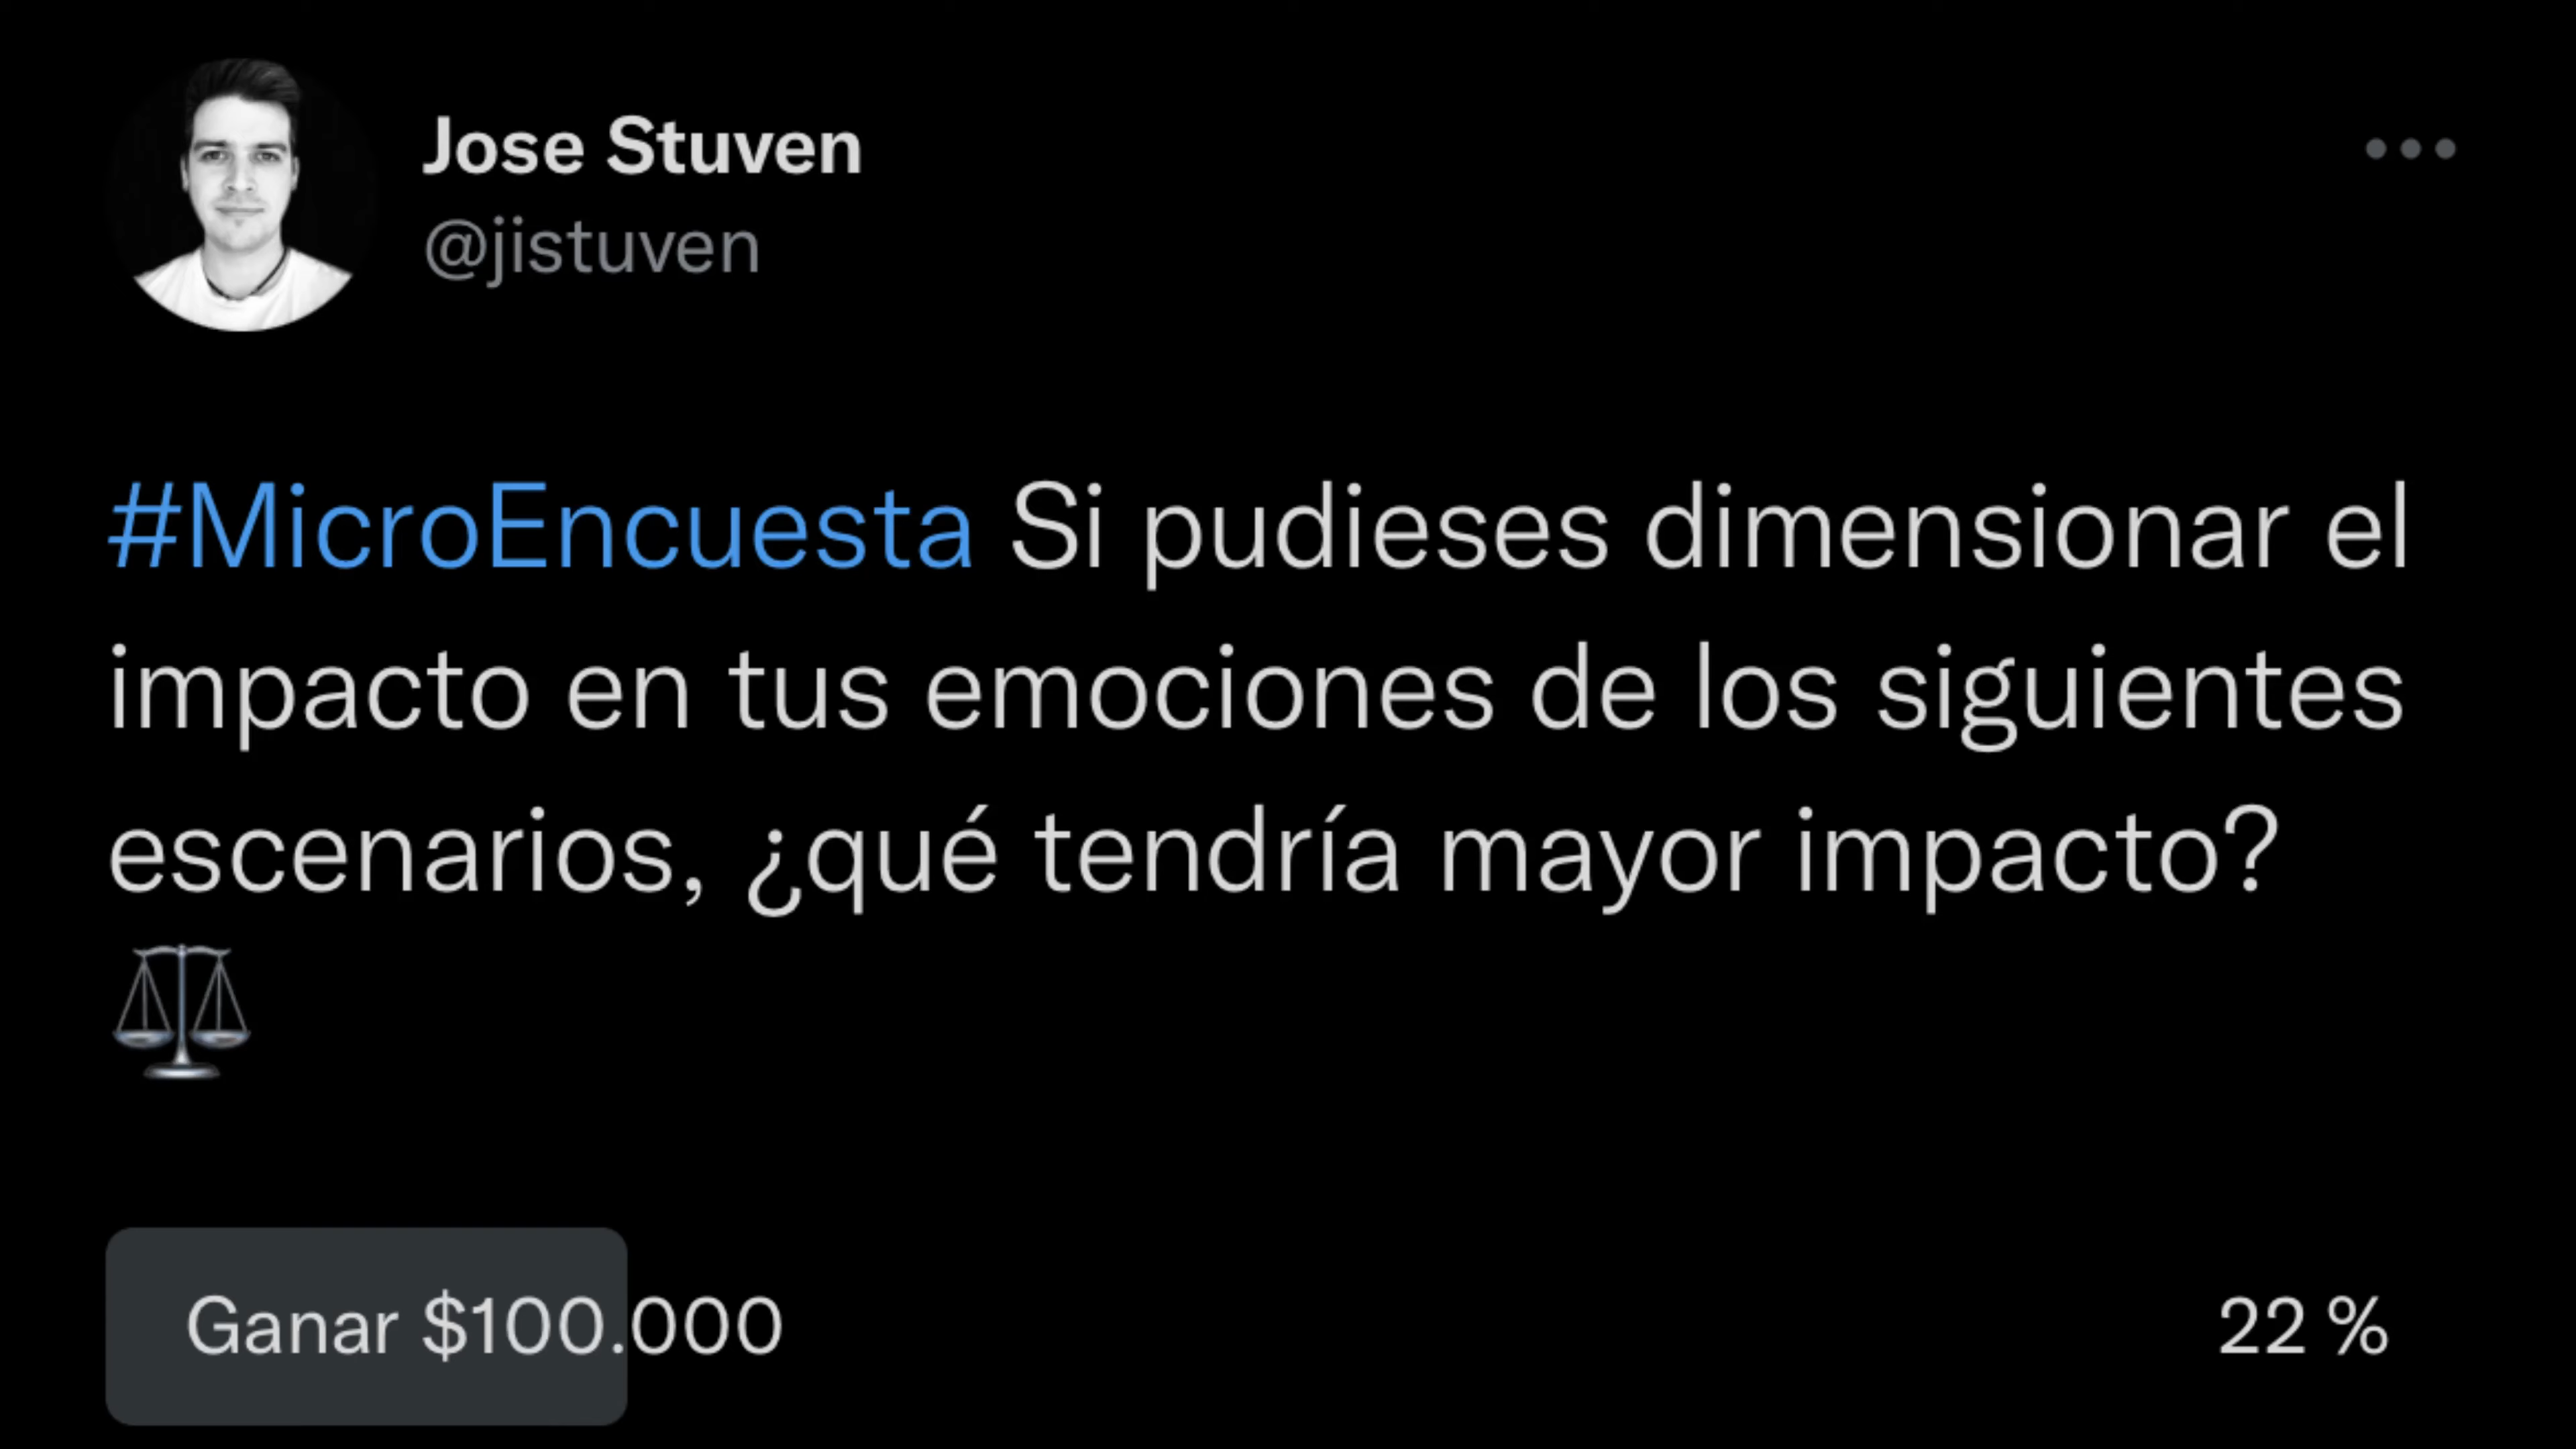 Jose Stuven
@jistuven
#MicroEncuesta Si pudieses dimensionar el
impacto en tus emociones de los siguientes
escenarios, ¿qué tendría mayor impacto?
⚖️
Ganar $100.000 22 %